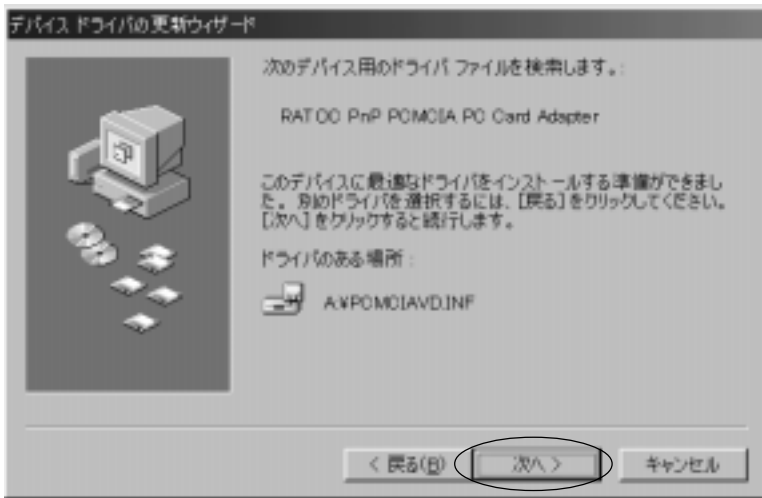 デバイス ドライバの更新ウィザード
次のデバイス用のドライバ ファイルを検索します。:
RATOC PnP PCMCIA PC Card Adapter
このデバイスに最適なドライバをインストールする準備ができまし
た。 別のドライバを選択するには、[戻る] をクリックしてください。
[次へ] をクリックすると続行します。
ドライバのある場所 :
A:¥PCMCIAVD.INF
< 戻る(B)
次へ >
キャンセル